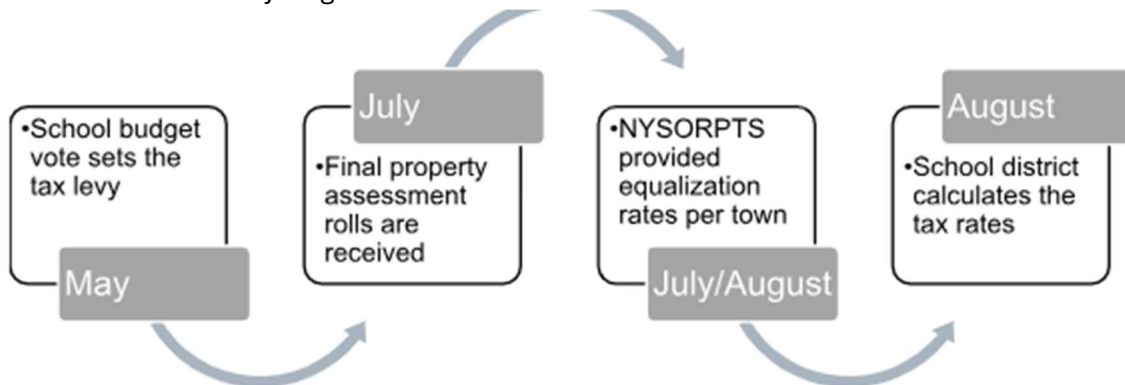 •School budget
vote sets the
tax levy
May
July
•Final property
assessment
rolls are
received
•NYSORPTS
provided
equalization
rates per town
July/August
August
•School district
calculates the
tax rates